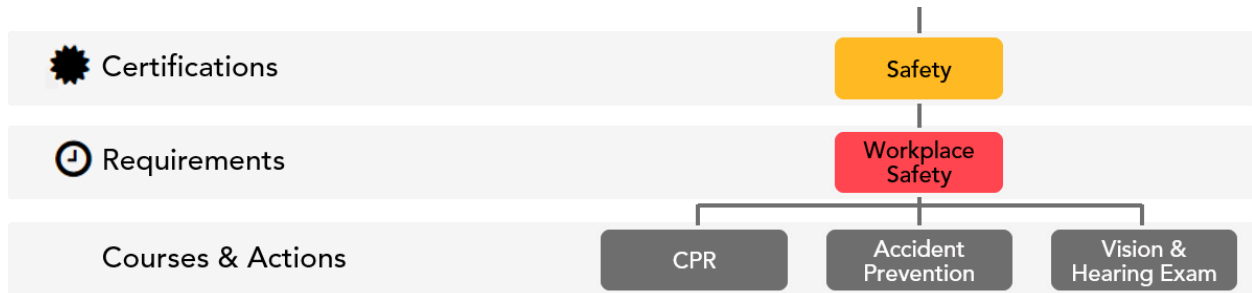 Certifications
Safety
Requirements
Workplace
Safety
Courses & Actions
CPR
Accident
Prevention
Vision &
Hearing Exam